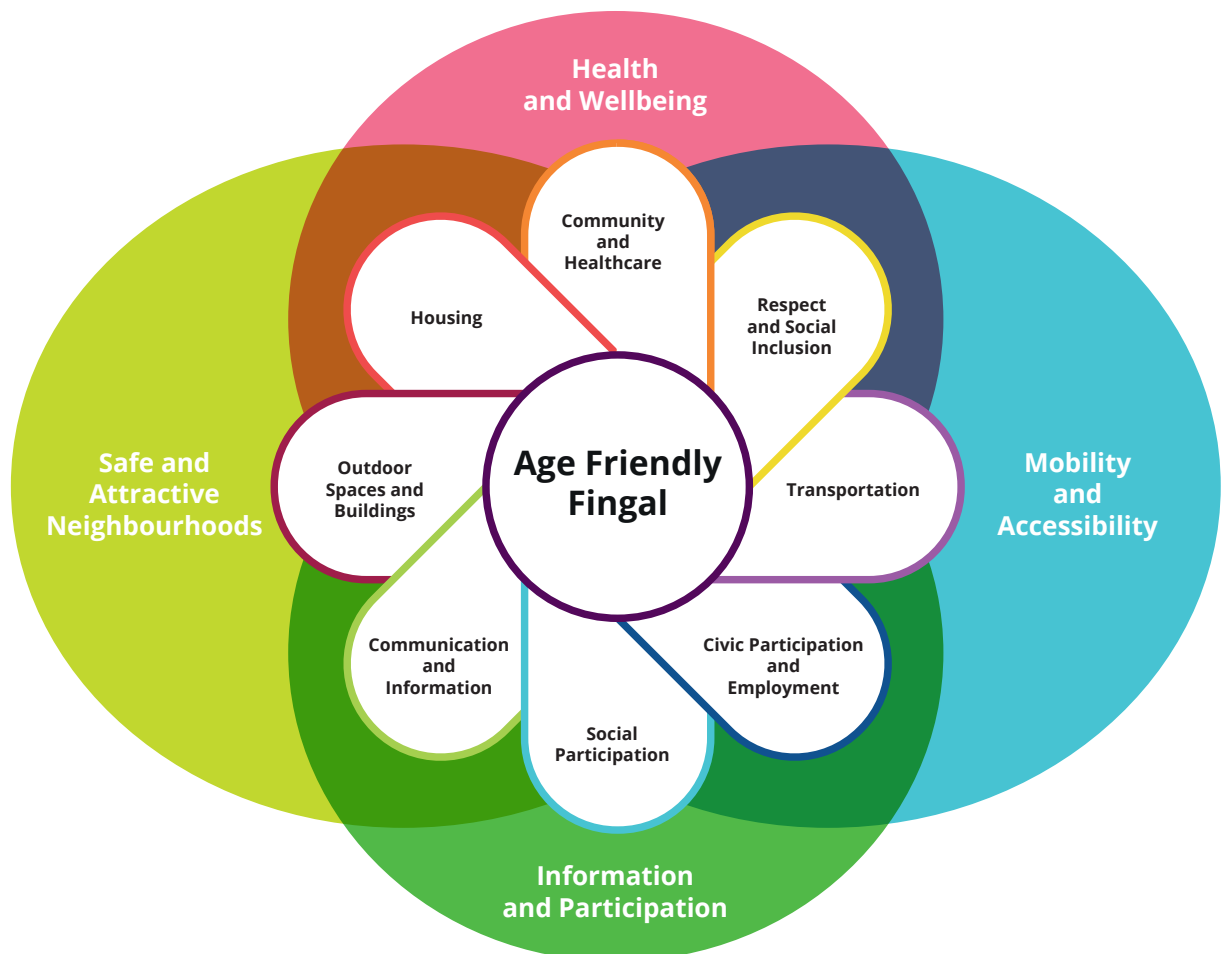 Health
and Wellbeing
Community
and
Healthcare
Housing
Respect
and Social
Inclusion
Safe and
Attractive
Neighbourhoods
Outdoor
Spaces and
Buildings
Age Friendly
Fingal
Transportation
Mobility
and
Accessibility
Communication
and
Information
Civic Participation
and
Employment
Social
Participation
Information
and Participation